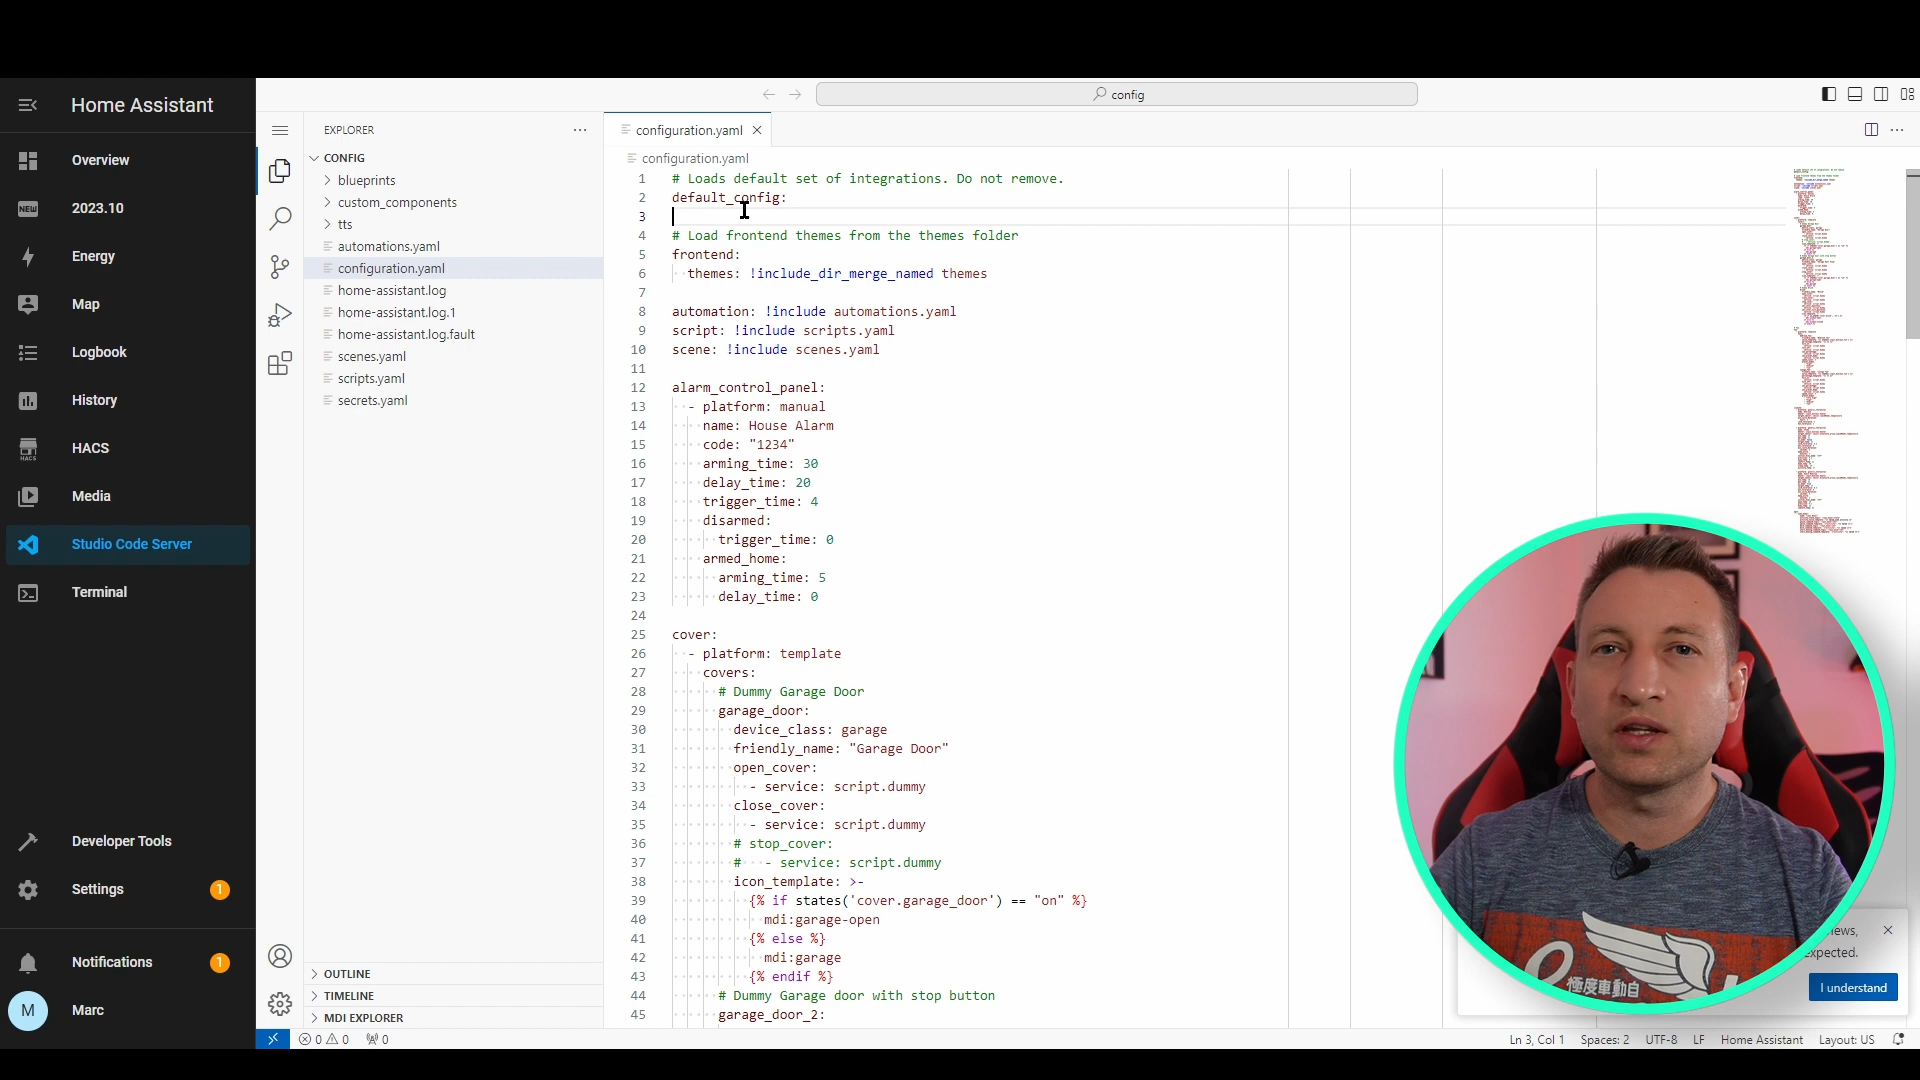 Home Assistant
Overview
NEW
2023.10
Energy
Map
Logbook
History
HACS
HACS
Media
Studio Code Server
Terminal
Developer Tools
Settings
1
Notifications
1
M
Marc
config
EXPLORER
CONFIG
blueprints
custom_components
tts
automations.yaml
configuration.yaml
home-assistant.log
home-assistant.log.1
home-assistant.log.fault
scenes.yaml
scripts.yaml
secrets.yaml
OUTLINE
TIMELINE
MDI EXPLORER
configuration.yaml
configuration.yaml
1 # Loads default set of integrations. Do not remove.
2 default_config:
3
4 # Load frontend themes from the themes folder
5 frontend:
6 themes: !include_dir_merge_named themes
7
8 automation: !include automations.yaml
9 script: !include scripts.yaml
10 scene: !include scenes.yaml
11
12 alarm_control_panel:
13 - platform: manual
14 name: House Alarm
15 code: "1234"
16 arming_time: 30
17 delay_time: 20
18 trigger_time: 4
19 disarmed:
20 trigger_time: 0
21 armed_home:
22 arming_time: 5
23 delay_time: 0
24
25 cover:
26 - platform: template
27 covers:
28 # Dummy Garage Door
29 garage_door:
30 device_class: garage
31 friendly_name: "Garage Door"
32 open_cover:
33 - service: script.dummy
34 close_cover:
35 - service: script.dummy
36 # stop_cover:
37 # - service: script.dummy
38 icon_template: >-
39 {% if states('cover.garage_door') == "on" %}
40 mdi:garage-open
41 {% else %}
42 mdi:garage
43 {% endif %}
44 # Dummy Garage door with stop button
45 garage_door_2:
極度車動自
expected.
I understand
0 0 0
Ln 3, Col 1 Spaces: 2 UTF-8 LF Home Assistant Layout: US